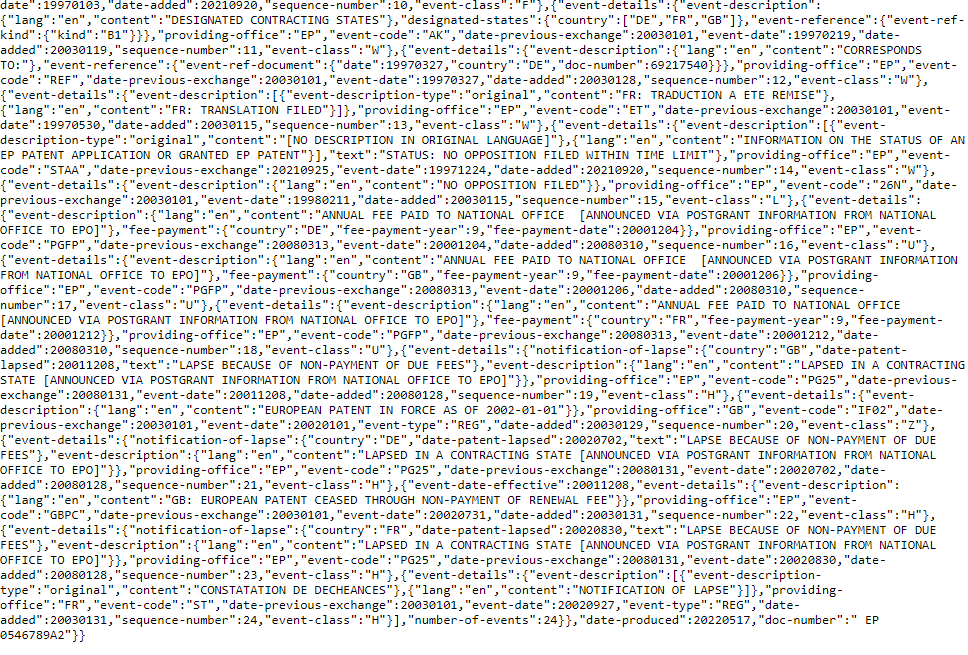 date":19970103,"date-added":20210920,"sequence-number":10,"event-class":"F"},{"event-details":{"event-description":
{"lang":"en","content":"DESIGNATED CONTRACTING STATES"},"designated-states":{"country":["DE","FR","GB"]},"event-reference":{"event-ref-
kind":{"kind":"B1"}}},"providing-office":"EP","event-code":"AK","date-previous-exchange":20030101,"event-date":19970219,"date-
added":20030119,"sequence-number":11,"event-class":"W"},{"event-details":{"event-description":{"lang":"en","content":"CORRESPONDS
TO:"},"event-reference":{"event-ref-document":{"date":19970327,"country":"DE","doc-number":69217540}}},"providing-office":"EP","event-
code":"REF","date-previous-exchange":20030101,"event-date":19970327,"date-added":20030128,"sequence-number":12,"event-class":"W"},
{"event-details":{"event-description":[{"event-description-type":"original","content":"FR: TRADUCTION A ETE REMISE"},
{"lang":"en","content":"FR: TRANSLATION FILED"}]},"providing-office":"EP","event-code":"ET","date-previous-exchange":20030101,"event-
date":19970530,"date-added":20030115,"sequence-number":13,"event-class":"W"},{"event-details":{"event-description":[{"event-
description-type":"original","content":"[NO DESCRIPTION IN ORIGINAL LANGUAGE]"},{"lang":"en","content":"INFORMATION ON THE STATUS OF AN
EP PATENT APPLICATION OR GRANTED EP PATENT"}],"text":"STATUS: NO OPPOSITION FILED WITHIN TIME LIMIT"},"providing-office":"EP","event-
code":"STAA","date-previous-exchange":20210925,"event-date":19971224,"date-added":20210920,"sequence-number":14,"event-class":"W"},
{"event-details":{"event-description":{"lang":"en","content":"NO OPPOSITION FILED"}},"providing-office":"EP","event-code":"26N","date-
previous-exchange":20030101,"event-date":19980211,"date-added":20030115,"sequence-number":15,"event-class":"L"},{"event-details":
{"event-description":{"lang":"en","content":"ANNUAL FEE PAID TO NATIONAL OFFICE  [ANNOUNCED VIA POSTGRANT INFORMATION FROM NATIONAL
OFFICE TO EPO]"},"fee-payment":{"country":"DE","fee-payment-year":9,"fee-payment-date":20001204}},"providing-office":"EP","event-
code":"PGFP","date-previous-exchange":20080313,"event-date":20001204,"date-added":20080310,"sequence-number":16,"event-class":"U"},
{"event-details":{"event-description":{"lang":"en","content":"ANNUAL FEE PAID TO NATIONAL OFFICE  [ANNOUNCED VIA POSTGRANT INFORMATION
FROM NATIONAL OFFICE TO EPO]"},"fee-payment":{"country":"GB","fee-payment-year":9,"fee-payment-date":20001206}},"providing-
office":"EP","event-code":"PGFP","date-previous-exchange":20080313,"event-date":20001206,"date-added":20080310,"sequence-
number":17,"event-class":"U"},{"event-details":{"event-description":{"lang":"en","content":"ANNUAL FEE PAID TO NATIONAL OFFICE
[ANNOUNCED VIA POSTGRANT INFORMATION FROM NATIONAL OFFICE TO EPO]"},"fee-payment":{"country":"FR","fee-payment-year":9,"fee-payment-
date":20001212}},"providing-office":"EP","event-code":"PGFP","date-previous-exchange":20080313,"event-date":20001212,"date-
added":20080310,"sequence-number":18,"event-class":"U"},{"event-details":{"notification-of-lapse":{"country":"GB","date-patent-
lapsed":20011208,"text":"LAPSE BECAUSE OF NON-PAYMENT OF DUE FEES"},"event-description":{"lang":"en","content":"LAPSED IN A CONTRACTING
STATE [ANNOUNCED VIA POSTGRANT INFORMATION FROM NATIONAL OFFICE TO EPO]"}},"providing-office":"EP","event-code":"PG25","date-previous-
exchange":20080131,"event-date":20011208,"date-added":20080128,"sequence-number":19,"event-class":"H"},{"event-details":{"event-
description":{"lang":"en","content":"EUROPEAN PATENT IN FORCE AS OF 2002-01-01"}},"providing-office":"GB","event-code":"IF02","date-
previous-exchange":20030101,"event-date":20020101,"event-type":"REG","date-added":20030129,"sequence-number":20,"event-class":"Z"},
{"event-details":{"notification-of-lapse":{"country":"DE","date-patent-lapsed":20020702,"text":"LAPSE BECAUSE OF NON-PAYMENT OF DUE
FEES"},"event-description":{"lang":"en","content":"LAPSED IN A CONTRACTING STATE [ANNOUNCED VIA POSTGRANT INFORMATION FROM NATIONAL
OFFICE TO EPO]"}},"providing-office":"EP","event-code":"PG25","date-previous-exchange":20080131,"event-date":20020702,"date-
added":20080128,"sequence-number":21,"event-class":"H"},{"event-date-effective":20011208,"event-details":{"event-description":
{"lang":"en","content":"GB: EUROPEAN PATENT CEASED THROUGH NON-PAYMENT OF RENEWAL FEE"}},"providing-office":"EP","event-
code":"GBPC","date-previous-exchange":20030101,"event-date":20020731,"date-added":20030131,"sequence-number":22,"event-class":"H"},
{"event-details":{"notification-of-lapse":{"country":"FR","date-patent-lapsed":20020830,"text":"LAPSE BECAUSE OF NON-PAYMENT OF DUE
FEES"},"event-description":{"lang":"en","content":"LAPSED IN A CONTRACTING STATE [ANNOUNCED VIA POSTGRANT INFORMATION FROM NATIONAL
OFFICE TO EPO]"}},"providing-office":"EP","event-code":"PG25","date-previous-exchange":20080131,"event-date":20020830,"date-
added":20080128,"sequence-number":23,"event-class":"H"},{"event-details":{"event-description":[{"event-description-
type":"original","content":"CONSTATATION DE DECHEANCES"},{"lang":"en","content":"NOTIFICATION OF LAPSE"}]},"providing-
office":"FR","event-code":"ST","date-previous-exchange":20030101,"event-date":20020927,"event-type":"REG","date-
added":20030131,"sequence-number":24,"event-class":"H"}],"number-of-events":24}},"date-produced":20220517,"doc-number":" EP
0546789A2"}}